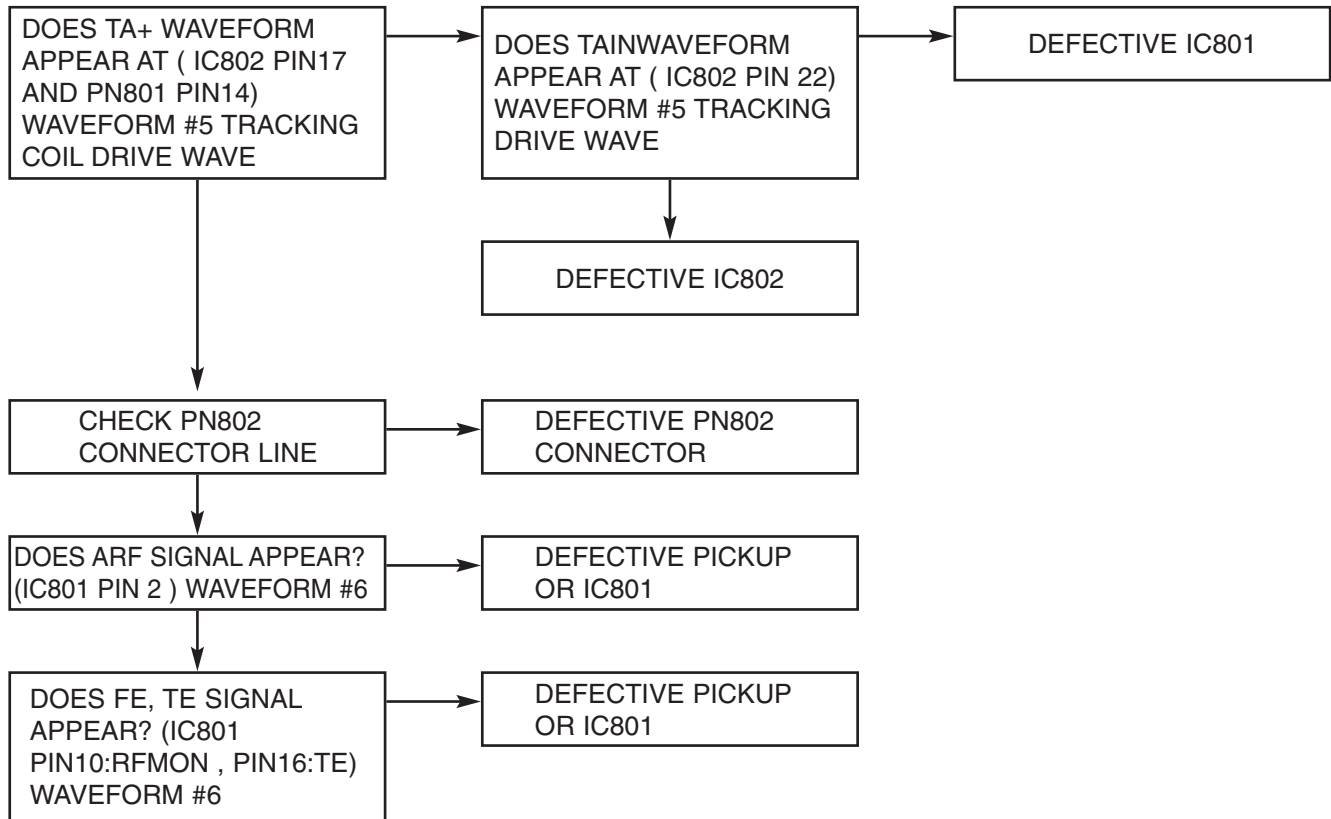 DOES TA+ WAVEFORM
APPEAR AT ( IC802 PIN17
AND PN801 PIN14)
WAVEFORM #5 TRACKING
COIL DRIVE WAVE
DOES TAINWAVEFORM
APPEAR AT ( IC802 PIN 22)
WAVEFORM #5 TRACKING
DRIVE WAVE
DEFECTIVE IC801
DEFECTIVE IC802
CHECK PN802
CONNECTOR LINE
DEFECTIVE PN802
CONNECTOR
DOES ARF SIGNAL APPEAR?
(IC801 PIN 2 ) WAVEFORM #6
DEFECTIVE PICKUP
OR IC801
DOES FE, TE SIGNAL
APPEAR? (IC801
PIN10:RFMON , PIN16:TE)
WAVEFORM #6
DEFECTIVE PICKUP
OR IC801